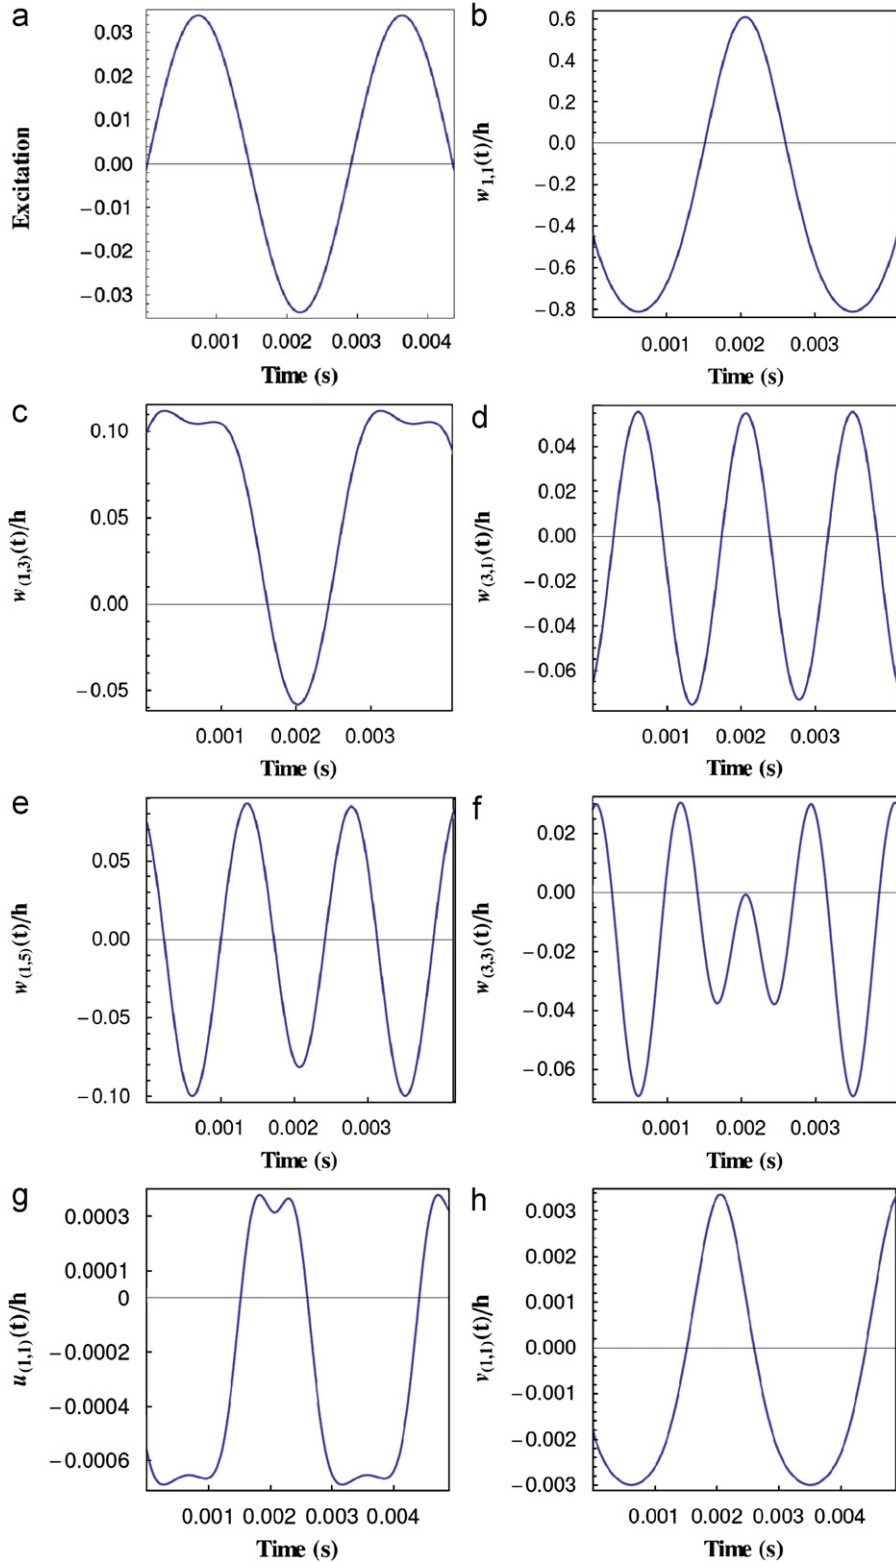 a
Excitation
0.03
0.02
0.01
0.00
−0.01
−0.02
−0.03
0.001 0.002 0.003 0.004
Time (s)
b
w1,1(t)/h
0.6
0.4
0.2
0.0
−0.2
−0.4
−0.6
−0.8
0.001 0.002 0.003
Time (s)
c
w(1,3)(t)/h
0.10
0.05
0.00
−0.05
0.001 0.002 0.003
Time (s)
d
w(3,1)(t)/h
0.04
0.02
0.00
−0.02
−0.04
−0.06
0.001 0.002 0.003
Time (s)
e
w(1,5)(t)/h
0.05
0.00
−0.05
−0.10
0.001 0.002 0.003
Time (s)
f
w(3,3)(t)/h
0.02
0.00
−0.02
−0.04
−0.06
0.001 0.002 0.003
Time (s)
g
u(1,1)(t)/h
0.0003
0.0001
0
−0.0002
−0.0004
−0.0006
0.001 0.002 0.003 0.004
Time (s)
h
v(1,1)(t)/h
0.003
0.002
0.001
0.000
−0.001
−0.002
−0.003
0.001 0.002 0.003 0.004
Time (s)